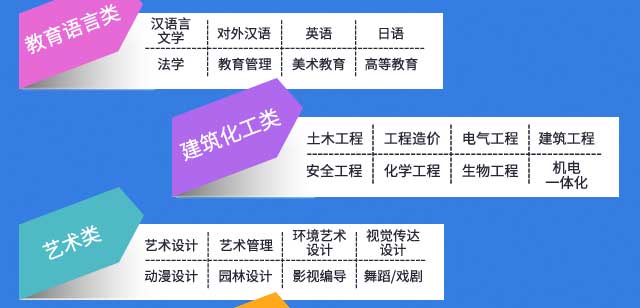 教育语言类
汉语言
文学
对外汉语
英语
日语
法学
教育管理
美术教育
高等教育
建筑化工类
土木工程
工程造价
电气工程
建筑工程
安全工程
化学工程
生物工程
机电
一体化
艺术类
艺术设计
艺术管理
环境艺术
设计
视觉传达
设计
动漫设计
园林设计
影视编导
舞蹈/戏剧